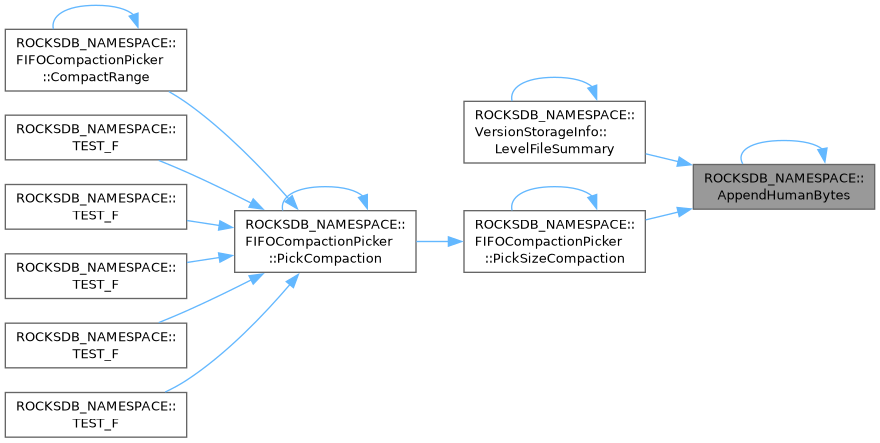 ROCKSDB_NAMESPACE::
FIFOCompactionPicker
::CompactRange
ROCKSDB_NAMESPACE::
TEST_F
ROCKSDB_NAMESPACE::
TEST_F
ROCKSDB_NAMESPACE::
TEST_F
ROCKSDB_NAMESPACE::
TEST_F
ROCKSDB_NAMESPACE::
TEST_F
ROCKSDB_NAMESPACE::
FIFOCompactionPicker
::PickCompaction
ROCKSDB_NAMESPACE::
VersionStorageInfo::
LevelFileSummary
ROCKSDB_NAMESPACE::
FIFOCompactionPicker
::PickSizeCompaction
ROCKSDB_NAMESPACE::
AppendHumanBytes